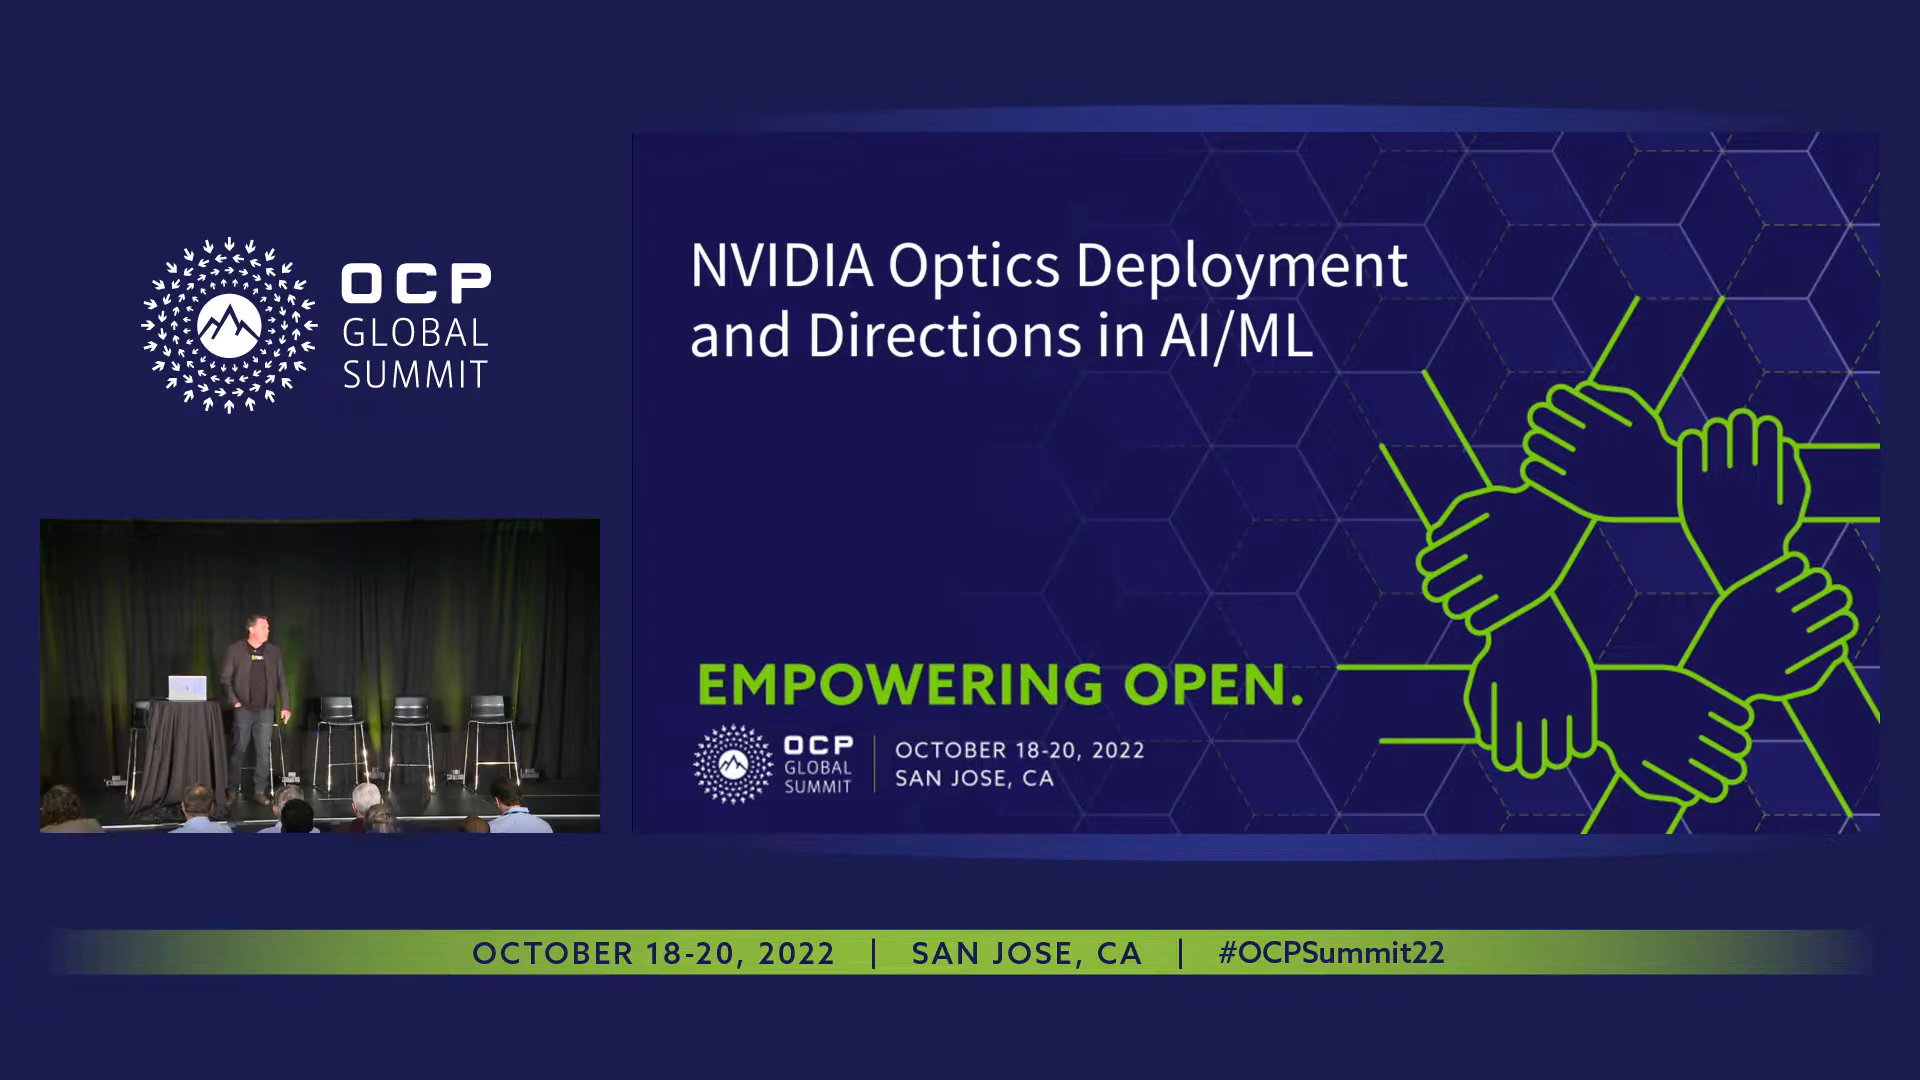 OCP
GLOBAL
SUMMIT
NVIDIA Optics Deployment
and Directions in AI/ML
EMPOWERING OPEN.
OCP
GLOBAL
SUMMIT
OCTOBER 18-20, 2022
SAN JOSE, CA
OCTOBER 18-20, 2022 | SAN JOSE, CA | #OCPSummit22